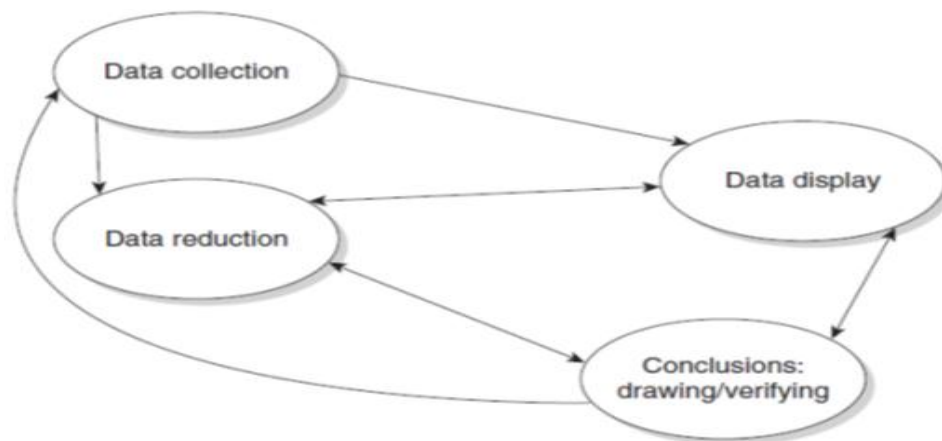 Data collection
Data display
Data reduction
Conclusions:
drawing/verifying